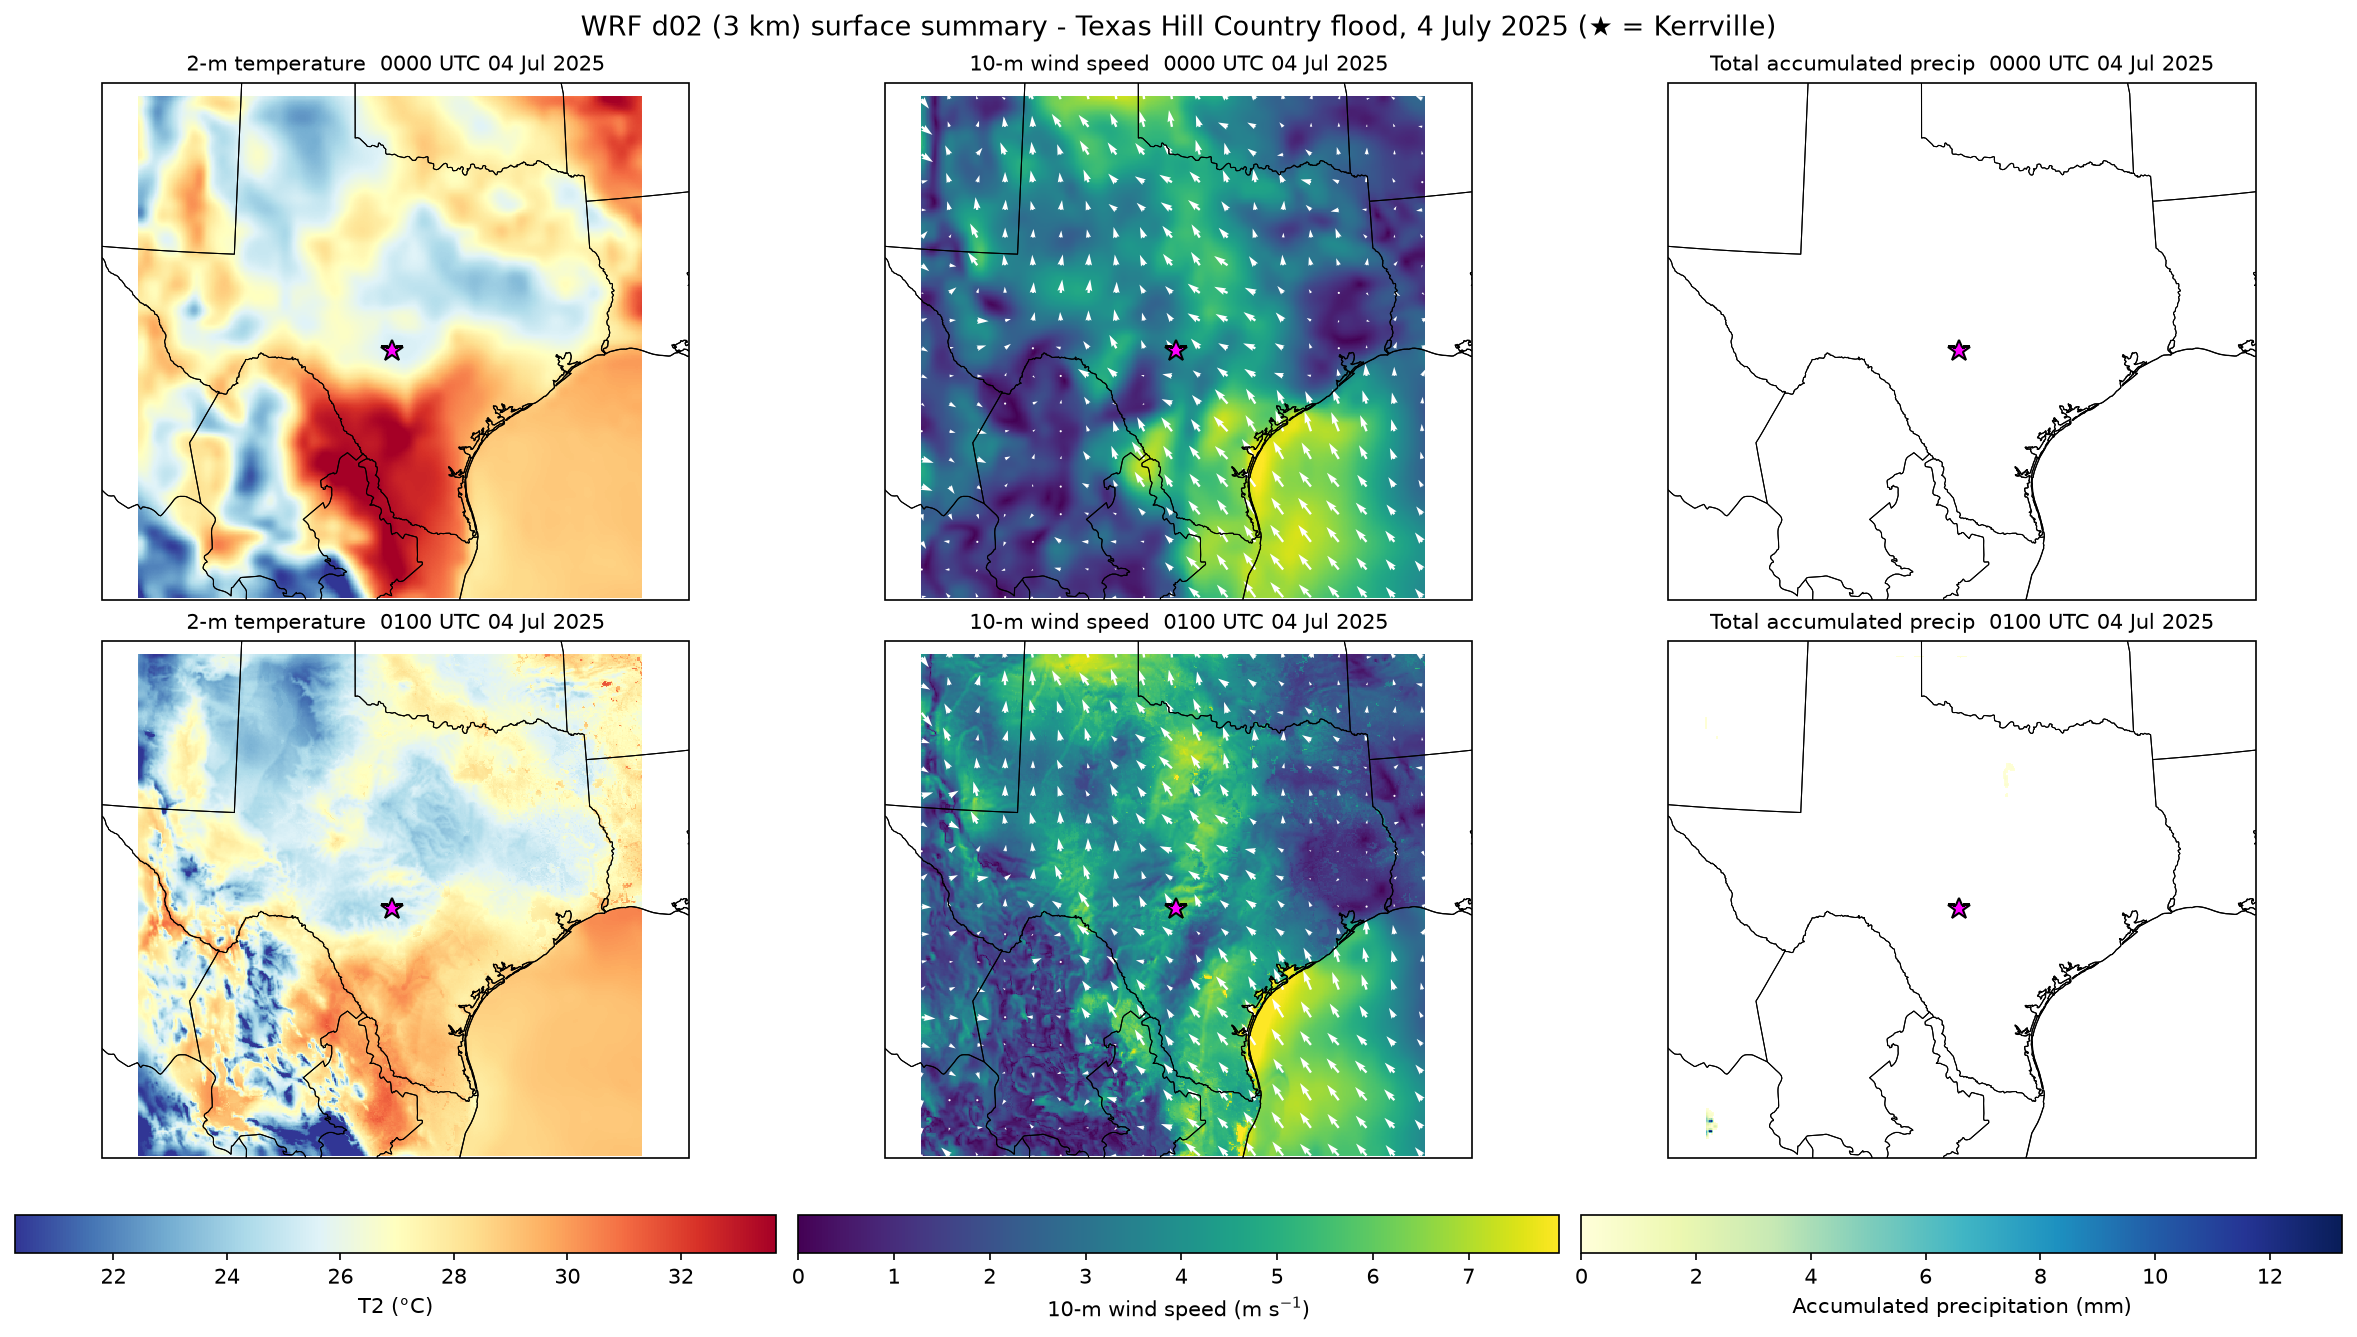 WRF d02 (3 km) surface summary - Texas Hill Country flood, 4 July 2025 (★ = Kerrville)
2-m temperature 0000 UTC 04 Jul 2025
10-m wind speed 0000 UTC 04 Jul 2025
Total accumulated precip 0000 UTC 04 Jul 2025
2-m temperature 0100 UTC 04 Jul 2025
10-m wind speed 0100 UTC 04 Jul 2025
Total accumulated precip 0100 UTC 04 Jul 2025
22 24 26 28 30 32
T2 (°C)
0 1 2 3 4 5 6 7
10-m wind speed (m s⁻¹)
0 2 4 6 8 10 12
Accumulated precipitation (mm)